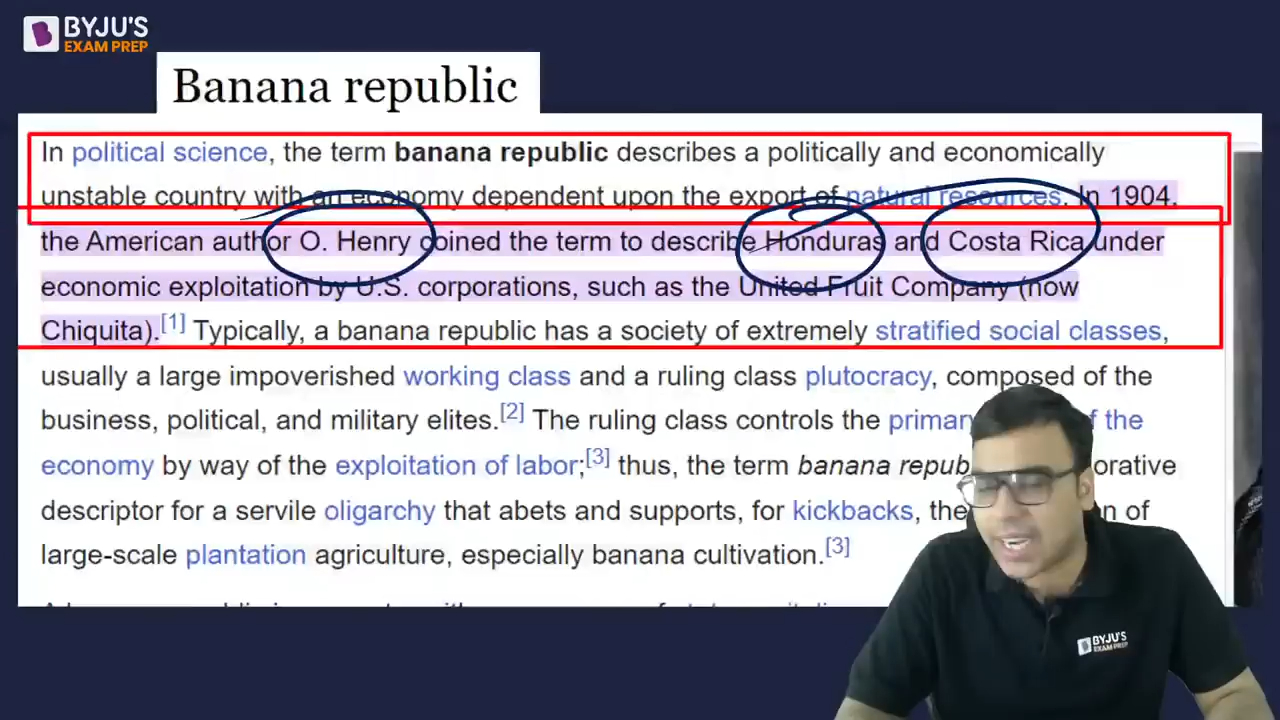 BYJU'S
EXAM PREP
Banana republic
In political science, the term banana republic describes a politically and economically
unstable country with an economy dependent upon the export of natural resources. In 1904,
the American author O. Henry coined the term to describe Honduras and Costa Rica under
economic exploitation by U.S. corporations, such as the United Fruit Company (now
Chiquita).[1] Typically, a banana republic has a society of extremely stratified social classes,
usually a large impoverished working class and a ruling class plutocracy, composed of the
business, political, and military elites.[2] The ruling class controls the of the
economy by way of the exploitation of labor;[3] thus, the term banana
descriptor for a servile oligarchy that abets and supports, for kickbacks, of
large-scale plantation agriculture, especially banana cultivation.[3]
BYJU'S
EXAM PREP